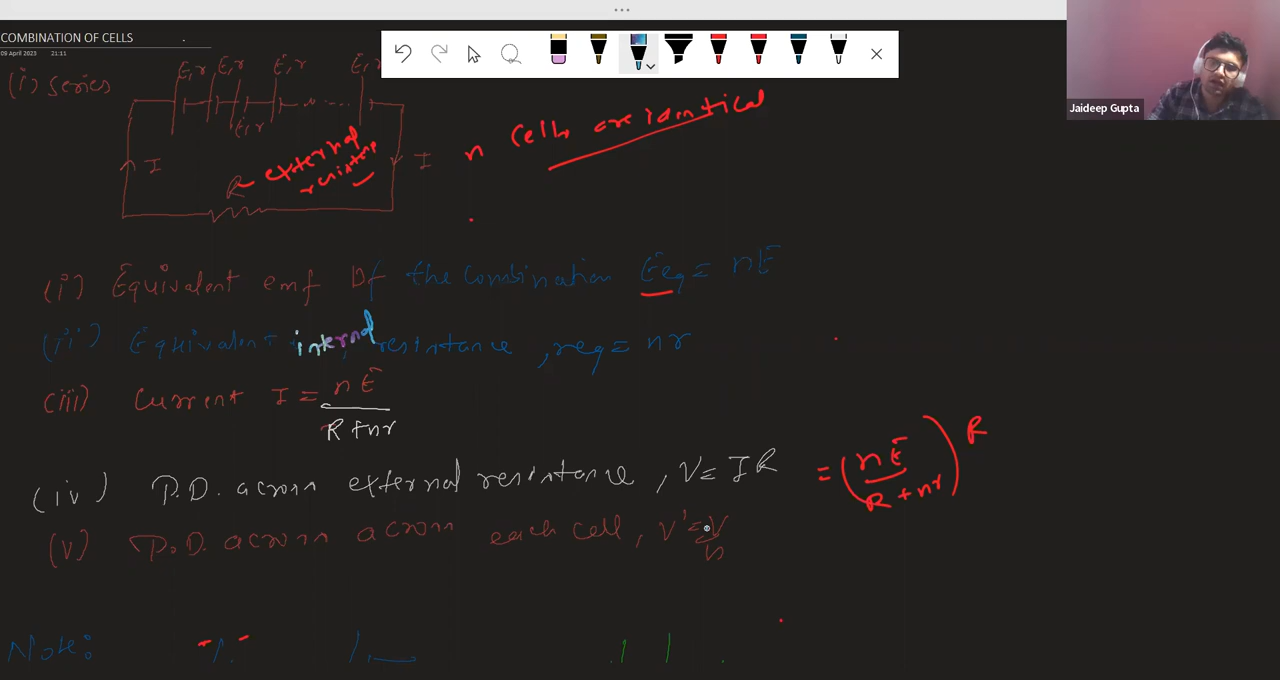 COMBINATION OF CELLS
09 April 2023 21:11
(i) series
E,r E,r E,r E,r
E,r
I I
R external
resistance
n cells are identical
(i) Equivalent emf of the combination Eeq = nE
(ii) Equivalent internal resistance, req = nr
(iii) Current I = nE
R + nr
(iv) P.D. across external resistance, V = IR = (nE / R + nr) R
(v) P.D. across across each cell, V' = V
n
Note:
Jaideep Gupta